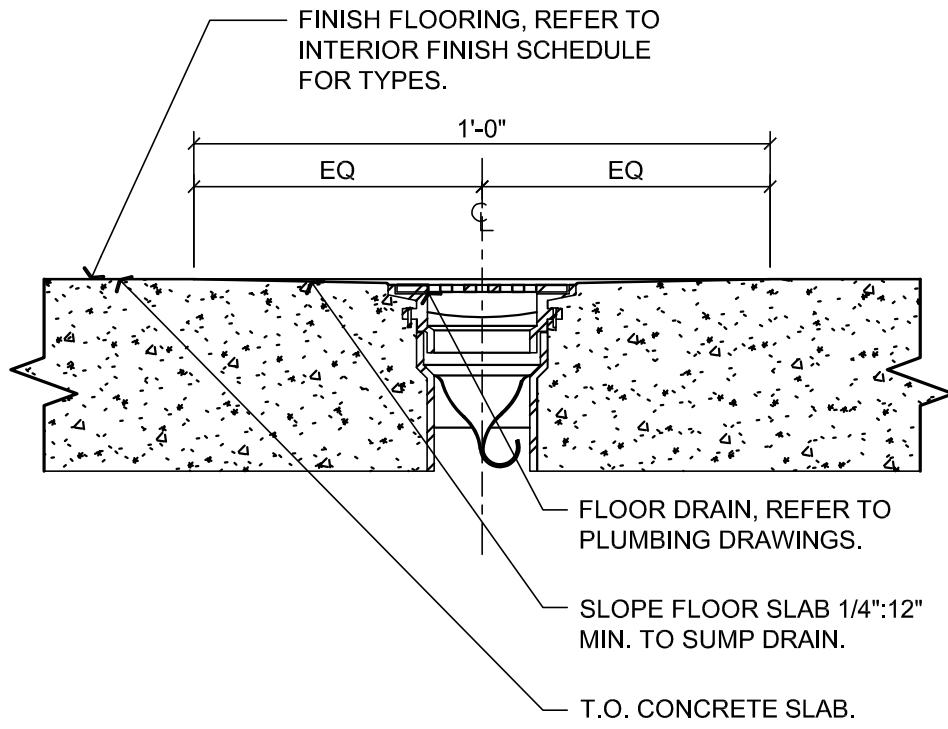 FINISH FLOORING, REFER TO
INTERIOR FINISH SCHEDULE
FOR TYPES.
1'-0"
EQ EQ
CL
FLOOR DRAIN, REFER TO
PLUMBING DRAWINGS.
SLOPE FLOOR SLAB 1/4":12"
MIN. TO SUMP DRAIN.
T.O. CONCRETE SLAB.